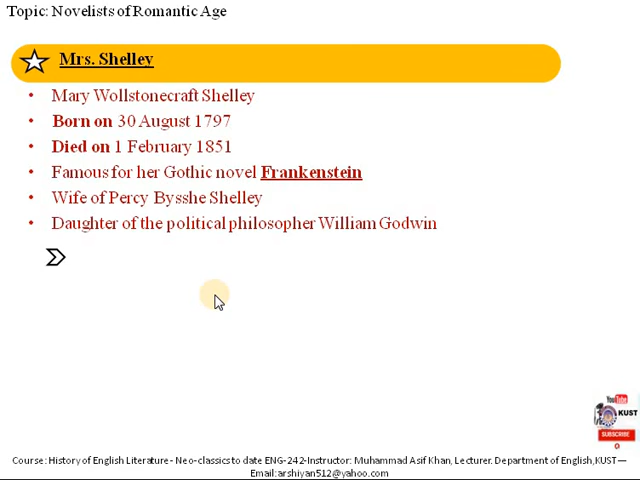 Topic: Novelists of Romantic Age
Mrs. Shelley
• Mary Wollstonecraft Shelley
• Born on 30 August 1797
• Died on 1 February 1851
• Famous for her Gothic novel Frankenstein
• Wife of Percy Bysshe Shelley
• Daughter of the political philosopher William Godwin
YouTube
KUST
SUBSCRIBE
Course: History of English Literature- Neo-classics to date ENG-242-Instructor: Muhammad Asif Khan, Lecturer. Department of English,KUST—
Email:arshiyan512@yahoo.com